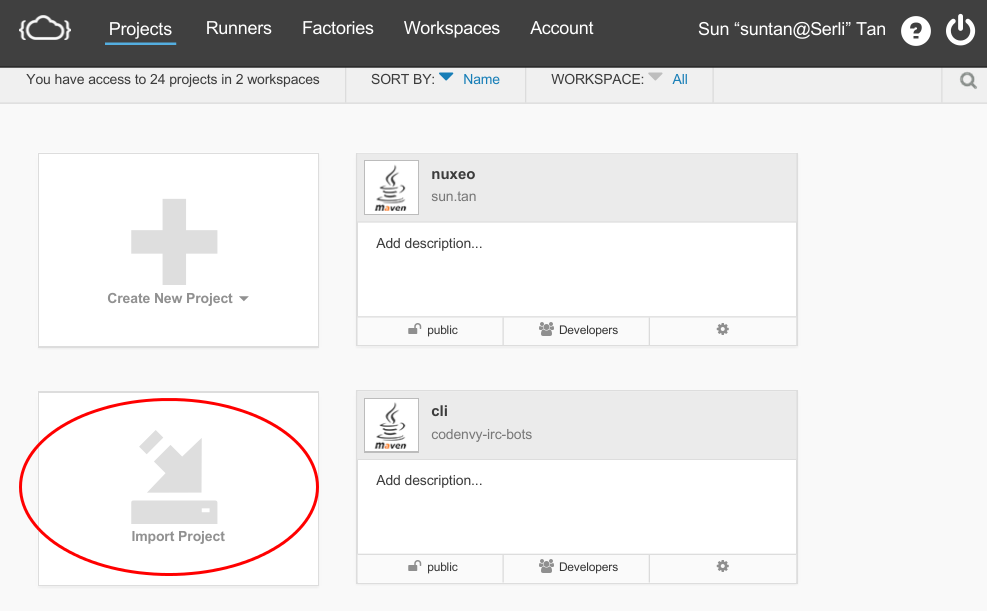 Projects Runners Factories Workspaces Account Sun “suntan@Serli” Tan ?
You have access to 24 projects in 2 workspaces SORT BY: Name WORKSPACE: All
Create New Project
Maven
nuxeo
sun.tan
Add description...
public Developers
Import Project
Maven
cli
codenvy-irc-bots
Add description...
public Developers